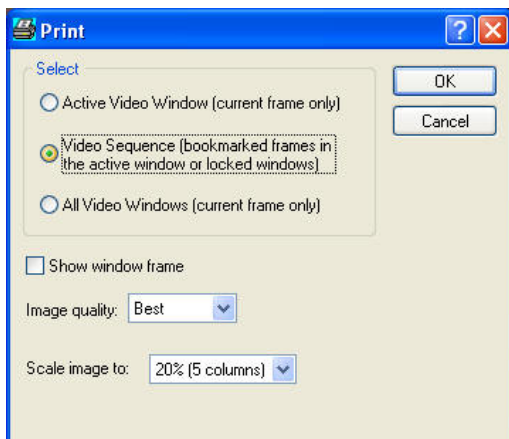 Print
Select
OK
Active Video Window (current frame only)
Cancel
Video Sequence (bookmarked frames in
the active window or locked windows)
All Video Windows (current frame only)
Show window frame
Image quality: Best
Scale image to: 20% (5 columns)